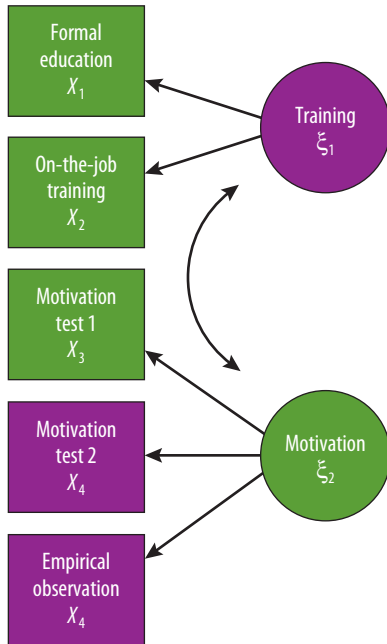 Formal
education
X₁
Training
ξ₁
On-the-job
training
X₂
Motivation
test 1
X₃
Motivation
test 2
X₄
Motivation
ξ₂
Empirical
observation
X₄